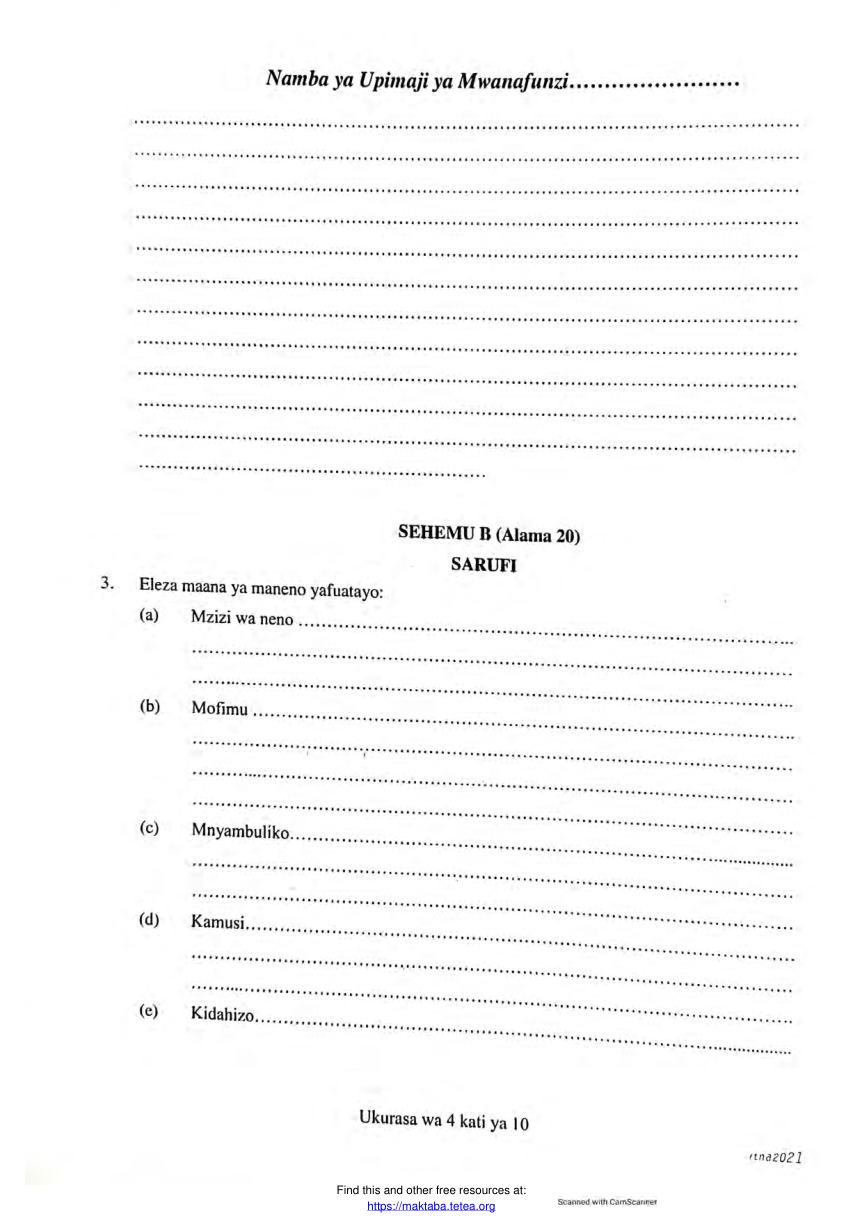 Namba ya Upimaji ya Mwanafunzi........................
SEHEMU B (Alama 20)
SARUFI
3. Eleza maana ya maneno yafuatayo:
(a) Mzizi wa neno
(b) Mofimu
(c) Mnyambuliko
(d) Kamusi
(e) Kidahizo
Ukurasa wa 4 kati ya 10
ftna2021
Find this and other free resources at:
https://maktaba.tetea.org
Scanned with CamScanner